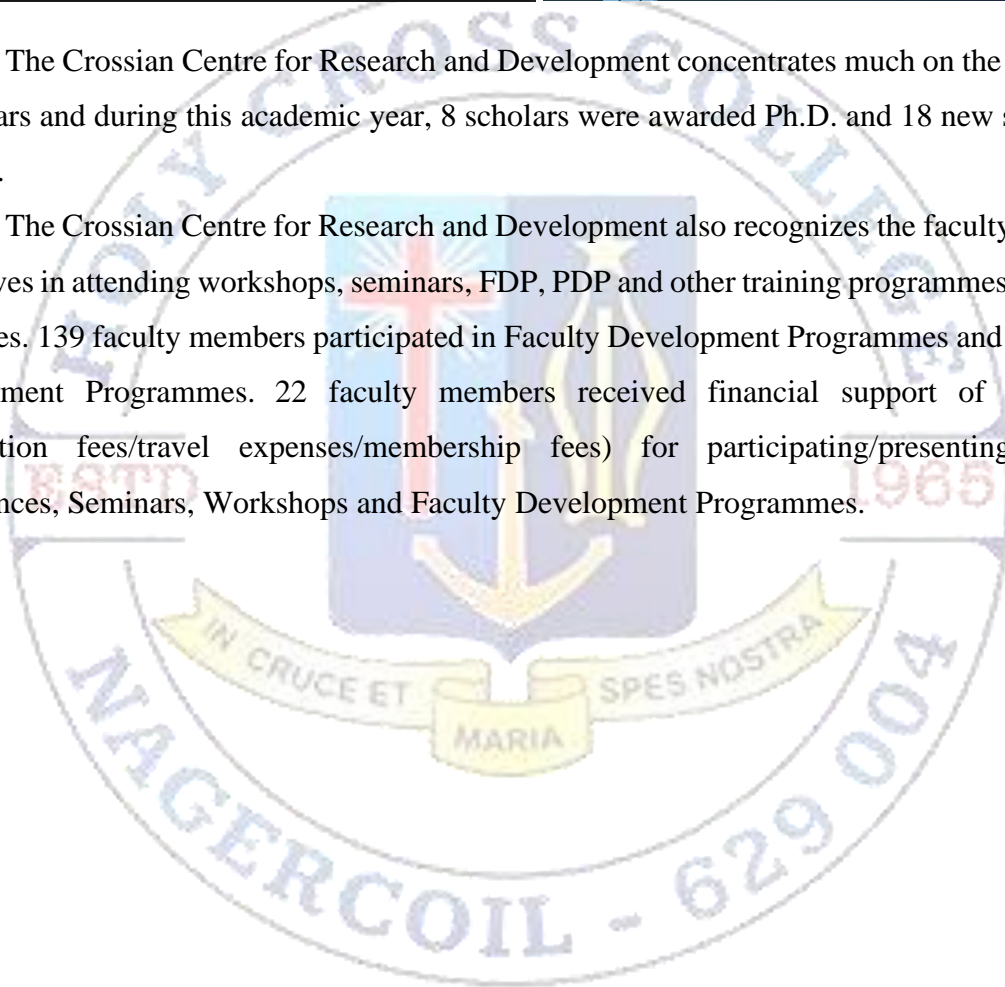 The Crossian Centre for Research and Development concentrates much on the
ars and during this academic year, 8 scholars were awarded Ph.D. and 18 new s
.
The Crossian Centre for Research and Development also recognizes the faculty
ves in attending workshops, seminars, FDP, PDP and other training programmes
es. 139 faculty members participated in Faculty Development Programmes and
ment Programmes. 22 faculty members received financial support of
tion fees/travel expenses/membership fees) for participating/presenting
nces, Seminars, Workshops and Faculty Development Programmes.
HOLY CROSS COLLEGE
ESTD 1965
IN CRUCE ET MARIA SPES NOSTRA
NAGERCOIL - 629 004